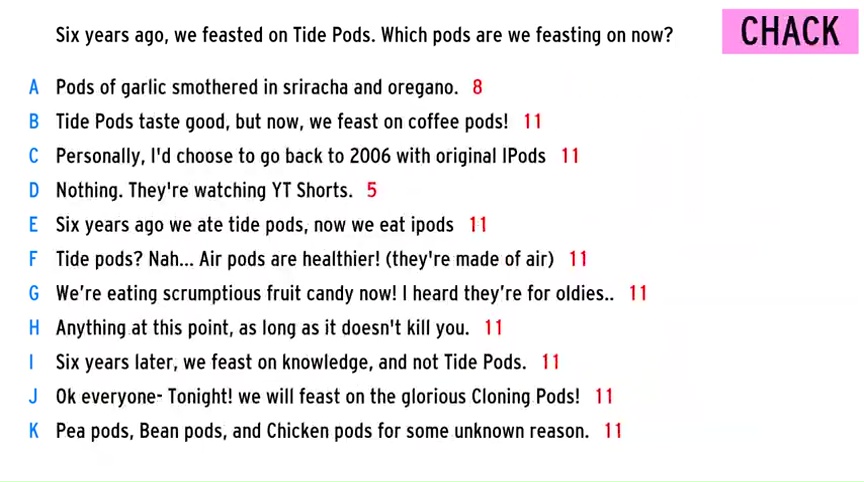 Six years ago, we feasted on Tide Pods. Which pods are we feasting on now?
CHACK
A Pods of garlic smothered in sriracha and oregano. 8
B Tide Pods taste good, but now, we feast on coffee pods! 11
C Personally, I'd choose to go back to 2006 with original IPods 11
D Nothing. They're watching YT Shorts. 5
E Six years ago we ate tide pods, now we eat ipods 11
F Tide pods? Nah... Air pods are healthier! (they're made of air) 11
G We're eating scrumptious fruit candy now! I heard they're for oldies.. 11
H Anything at this point, as long as it doesn't kill you. 11
I Six years later, we feast on knowledge, and not Tide Pods. 11
J Ok everyone- Tonight! we will feast on the glorious Cloning Pods! 11
K Pea pods, Bean pods, and Chicken pods for some unknown reason. 11